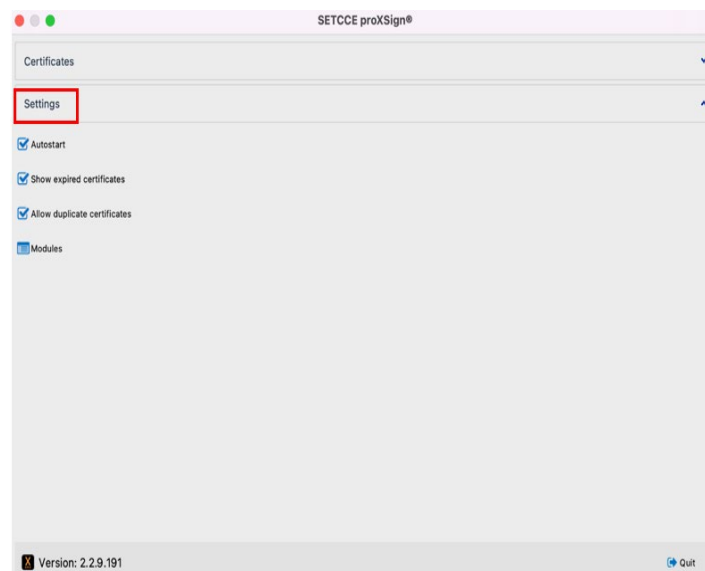 SETCCE proXSign®
Certificates
Settings
Autostart
Show expired certificates
Allow duplicate certificates
Modules
Version: 2.2.9.191
Quit